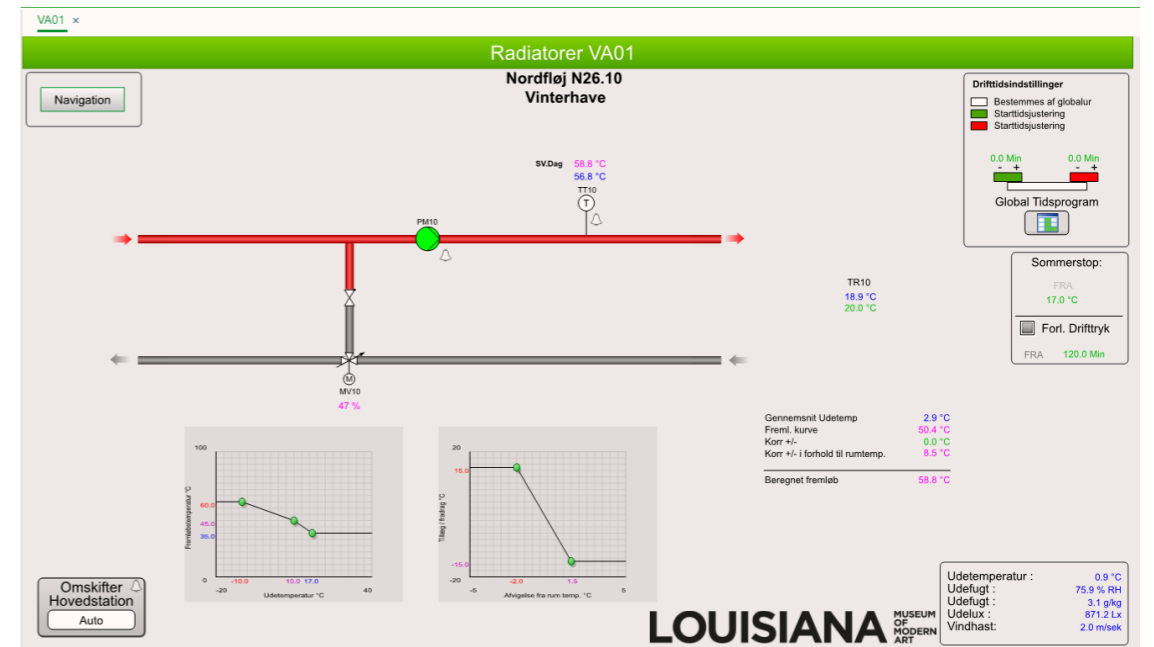 VA01 ×
Radiatorer VA01
Nordfløj N26.10
Vinterhave
Navigation
Drifttidsindstillinger
Bestemmes af globalur
Starttidsjustering
Starttidsjustering
0.0 Min 0.0 Min
- + - +
Global Tidsprogram
SV.Dag 58.8 °C
56.8 °C
TT10
T
PM10
Sommerstop:
FRA
17.0 °C
Forl. Drifttryk
FRA 120.0 Min
TR10
18.9 °C
20.0 °C
M
MV10
47 %
Gennemsnit Udetemp 2.9 °C
Freml. kurve 50.4 °C
Korr +/- 0.0 °C
Korr +/- i forhold til rumtemp. 8.5 °C
Beregnet fremløb 58.8 °C
100
Fremløbstemperatur °C
60.0
45.0
35.0
0
-10.0 10.0 17.0
-20 40
Udetemperatur °C
20
15.0
Tillæg / fradrag °C
-15.0
-20
-2.0 1.5
-5 5
Afvigelse fra rum temp. °C
Omskifter
Hovedstation
Auto
LOUISIANA
MUSEUM
OF
MODERN
ART
Udetemperatur : 0.9 °C
Udefugt : 75.9 % RH
Udefugt : 3.1 g/kg
Udelux : 871.2 Lx
Vindhast: 2.0 m/sek